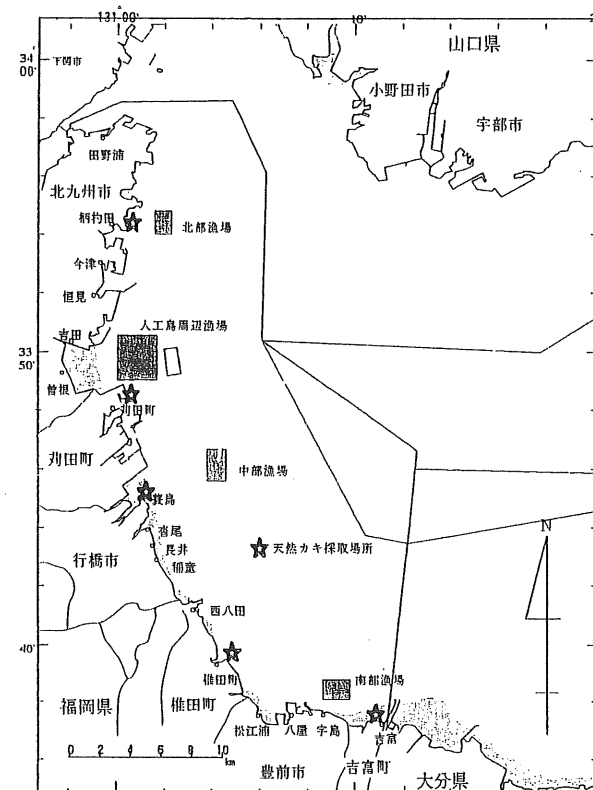 131°00′
10′
34°
00′
下関市
山口県
小野田市
宇部市
田野浦
北九州市
柄杓田
北部漁場
今津
恒見
人工島周辺漁場
吉田
33°
50′
曽根
苅田町
苅田町
中部漁場
蓑島
沓尾
長井
稲童
☆天然カキ採取場所
N
行橋市
西八田
40′
椎田町
南部漁場
福岡県
椎田町
松江浦
八屋
宇島
吉富
0 2 4 6 8 10
km
豊前市
吉富町
大分県